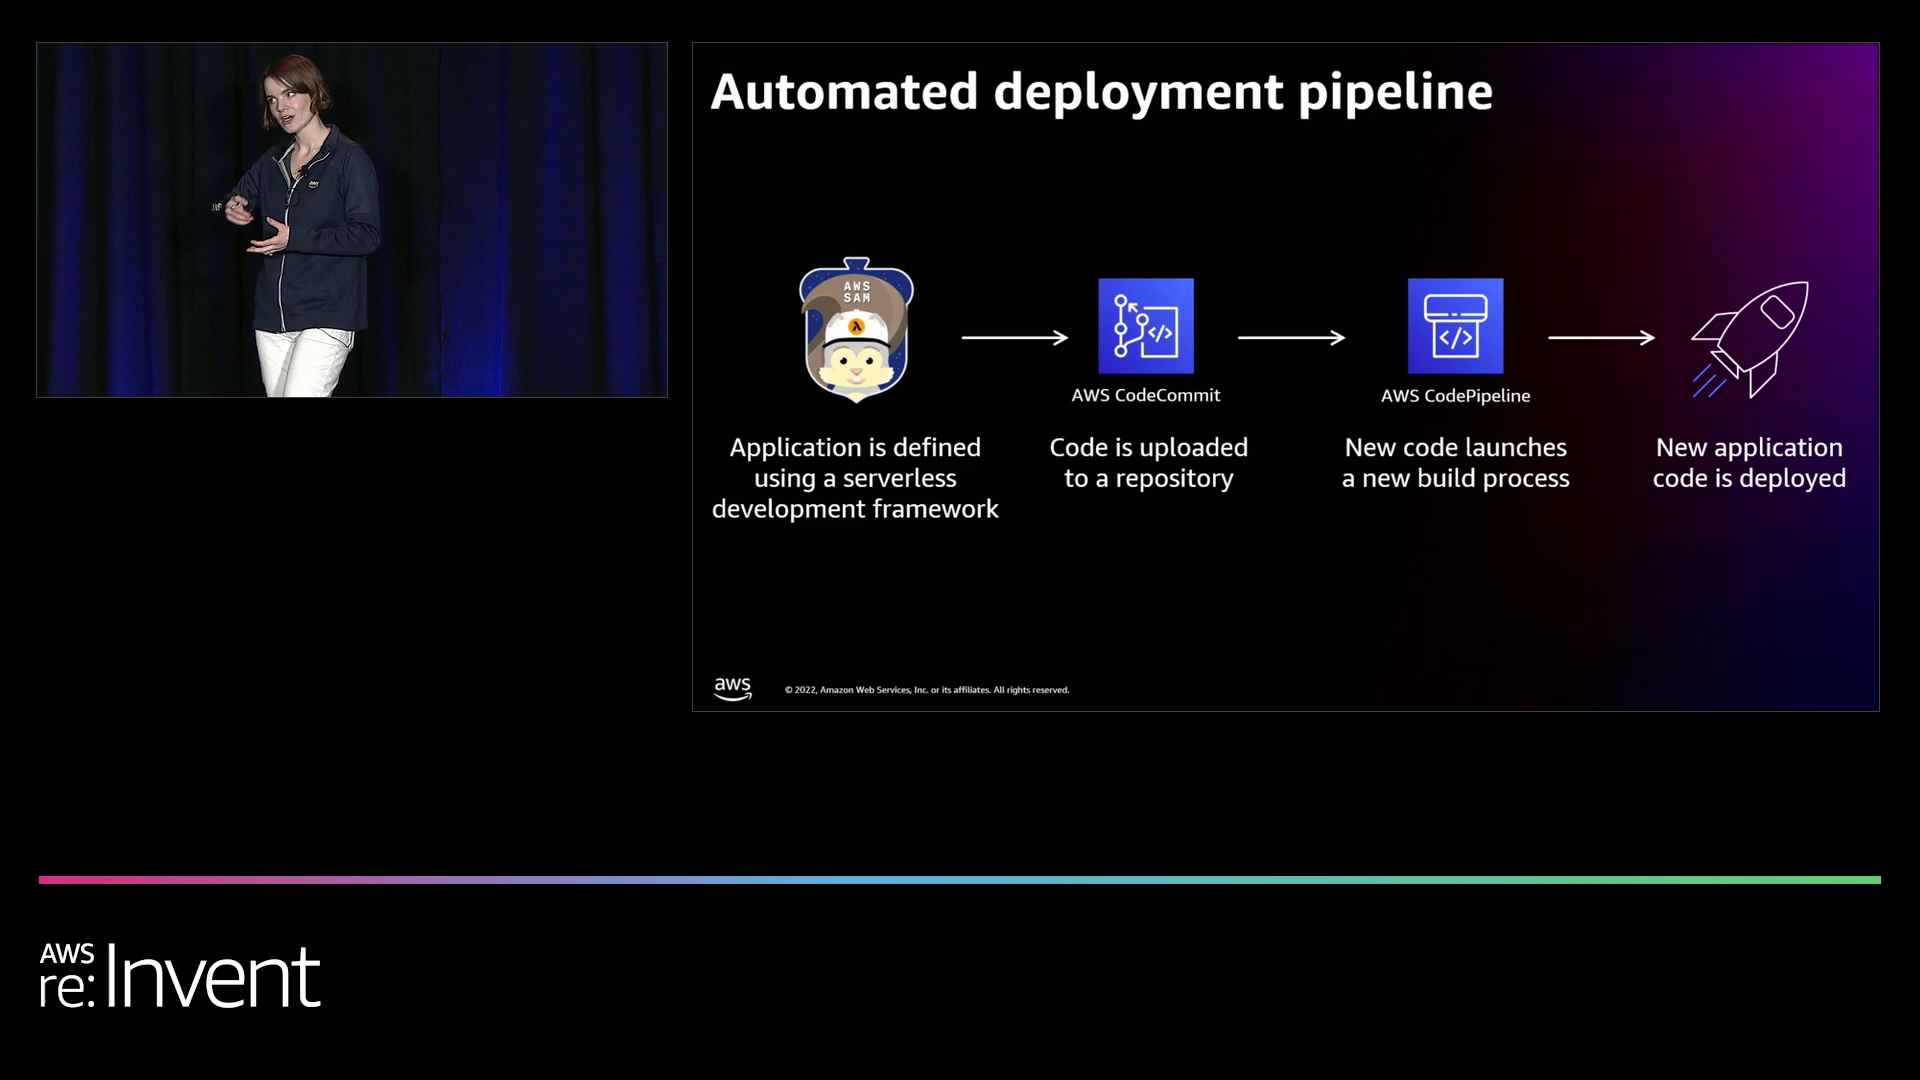 Automated deployment pipeline
AWS
SAM
AWS CodeCommit
AWS CodePipeline
Application is defined
using a serverless
development framework
Code is uploaded
to a repository
New code launches
a new build process
New application
code is deployed
aws
© 2022, Amazon Web Services, Inc. or its affiliates. All rights reserved.
aws
AWS
re:Invent